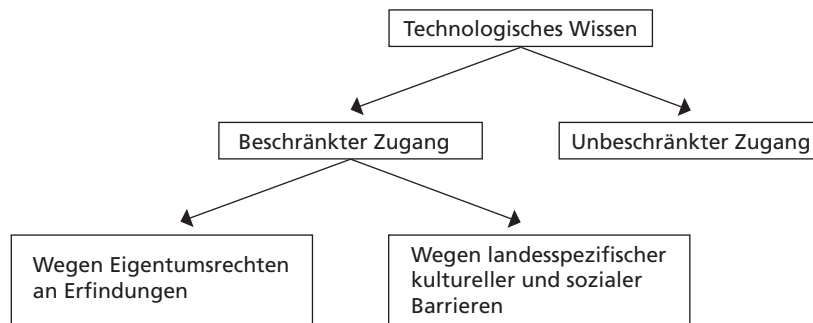 Technologisches Wissen
Beschränkter Zugang
Unbeschränkter Zugang
Wegen Eigentumsrechten
an Erfindungen
Wegen landesspezifischer
kultureller und sozialer
Barrieren